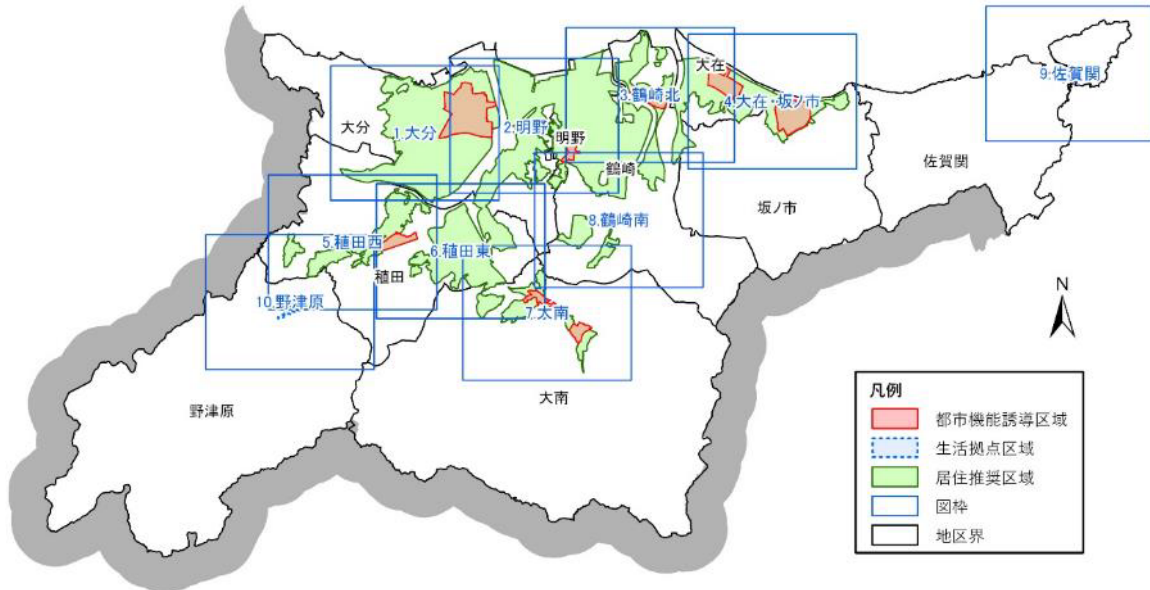 9.佐賀関
大在
3.鶴崎北
4.大在・坂ノ市
大分
1.大分
2.明野
明野
鶴崎
佐賀関
坂ノ市
8.鶴崎南
5.稙田西
6.稙田東
稙田
10.野津原
7.大南
野津原
大南
N
凡例
都市機能誘導区域
生活拠点区域
居住推奨区域
図枠
地区界